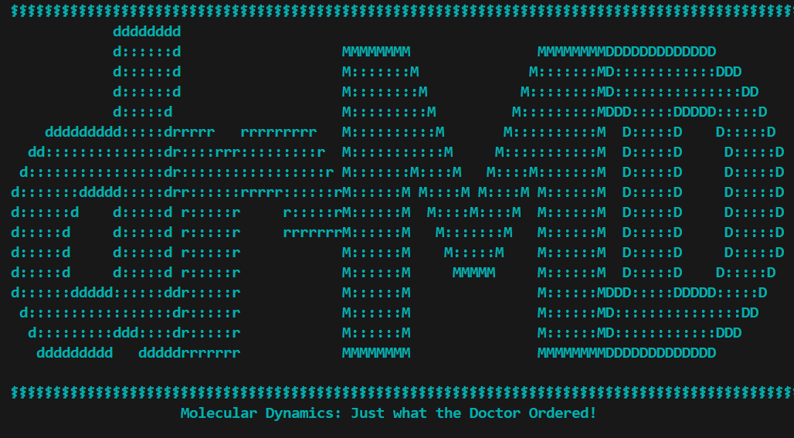 $$$$$$$$$$$$$$$$$$$$$$$$$$$$$$$$$$$$$$$$$$$$$$$$$$$$$$$$$$$$$$$$$$$$$$$$$$$$$$$$$$$$$$$$$$$$
            dddddddd
            d::::::d                   MMMMMMMM               MMMMMMMMDDDDDDDDDDDDD
            d::::::d                   M:::::::M             M:::::::MD::::::::::::DDD
            d::::::d                   M::::::::M           M::::::::MD:::::::::::::::DD
            d:::::d                    M:::::::::M         M:::::::::MDDD:::::DDDDD:::::D
    ddddddddd:::::drrrrr   rrrrrrrrr   M::::::::::M       M::::::::::M  D:::::D    D:::::D
  dd::::::::::::::dr::::rrr:::::::::r  M:::::::::::M     M:::::::::::M  D:::::D     D:::::D
 d::::::::::::::::dr:::::::::::::::::r M:::::::M::::M   M::::M:::::::M  D:::::D     D:::::D
d:::::::ddddd:::::drr::::::rrrrr::::::rM::::::M M::::M M::::M M::::::M  D:::::D     D:::::D
d::::::d    d:::::d r:::::r     r:::::rM::::::M  M::::M::::M  M::::::M  D:::::D     D:::::D
d:::::d     d:::::d r:::::r     rrrrrrrM::::::M   M:::::::M   M::::::M  D:::::D     D:::::D
d:::::d     d:::::d r:::::r            M::::::M    M:::::M    M::::::M  D:::::D     D:::::D
d:::::d     d:::::d r:::::r            M::::::M     MMMMM     M::::::M  D:::::D    D:::::D
d::::::ddddd::::::ddr:::::r            M::::::M               M::::::MDDD:::::DDDDD:::::D
 d:::::::::::::::::dr:::::r            M::::::M               M::::::MD:::::::::::::::DD
  d:::::::::ddd::::dr:::::r            M::::::M               M::::::MD::::::::::::DDD
   ddddddddd   dddddrrrrrrr            MMMMMMMM               MMMMMMMMDDDDDDDDDDDDD
$$$$$$$$$$$$$$$$$$$$$$$$$$$$$$$$$$$$$$$$$$$$$$$$$$$$$$$$$$$$$$$$$$$$$$$$$$$$$$$$$$$$$$$$$$$$
Molecular Dynamics: Just what the Doctor Ordered!